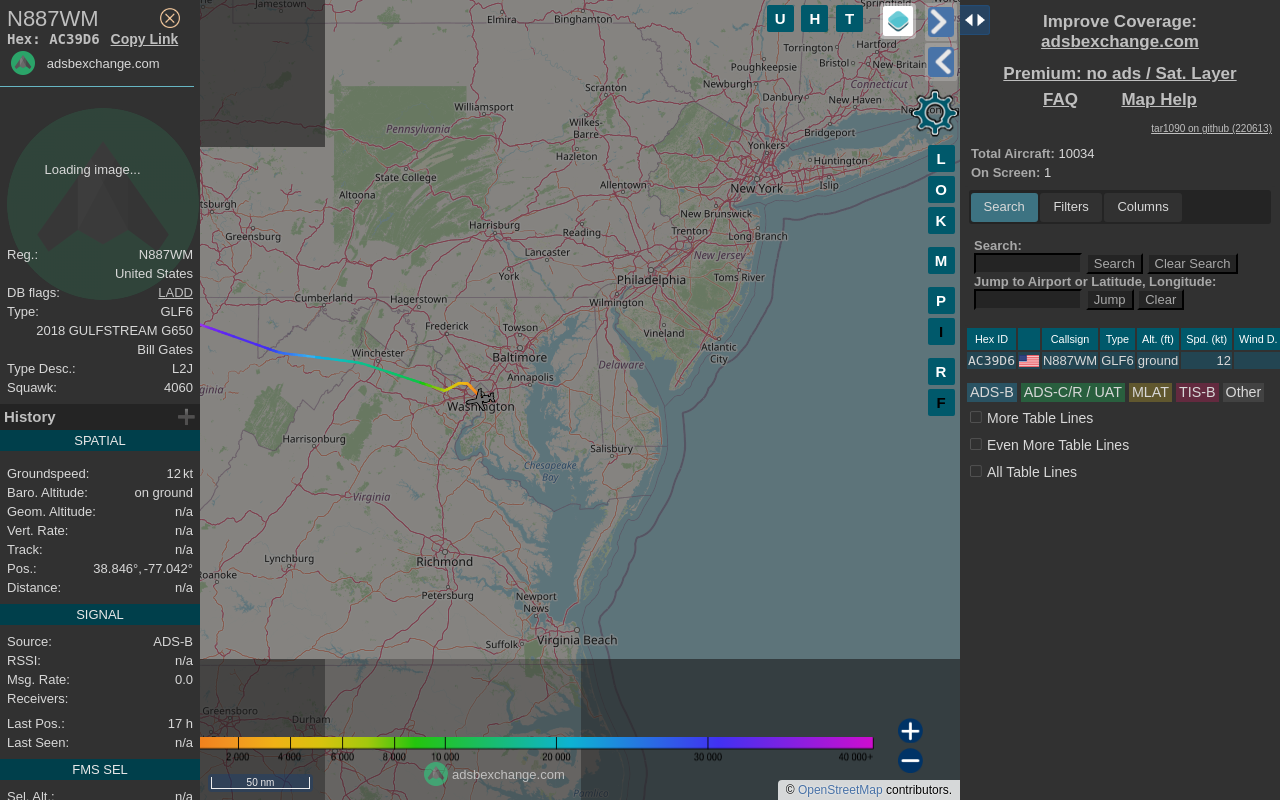 N887WM
Hex: AC39D6 Copy Link
adsbexchange.com
Loading image...
Reg.: N887WM
United States
DB flags: LADD
Type: GLF6
2018 GULFSTREAM G650
Bill Gates
Type Desc.: L2J
Squawk: 4060
History
SPATIAL
Groundspeed: 12 kt
Baro. Altitude: on ground
Geom. Altitude: n/a
Vert. Rate: n/a
Track: n/a
Pos.: 38.846°, -77.042°
Distance: n/a
SIGNAL
Source: ADS-B
RSSI: n/a
Msg. Rate: 0.0
Receivers:
Last Pos.: 17 h
Last Seen: n/a
FMS SEL
Sel. Alt.: n/a
Jamestown
Elmira
Binghamton
Springfield
Torrington
Hartford
Bristol
New Britain
Poughkeepsie
Connecticut
Newburgh
Scranton
Danbury
New Haven
Williamsport
Wilkes-
Barre
Pennsylvania
Bridgeport
Yonkers
Hazleton
Huntington
State College
Allentown
New York
Islip
Altoona
tsburgh
New Brunswick
Harrisburg
Reading
Trenton
Long Branch
Greensburg
Lancaster
New Jersey
York
Philadelphia
Toms River
Cumberland
Hagerstown
Wilmington
Frederick
Towson
Vineland
Winchester
Baltimore
Atlantic
City
Annapolis
Delaware
ginia
Washington
Harrisonburg
Salisbury
Chesapeake
Bay
Virginia
Lynchburg
Richmond
Roanoke
Petersburg
Newport
News
Suffolk
Virginia Beach
Greensboro
Durham
Pamlico
U H T
L
O
K
M
P
I
R
F
2 000 4 000 6 000 8 000 10 000 20 000 30 000 40 000+
adsbexchange.com
50 nm
© OpenStreetMap contributors.
Improve Coverage:
adsbexchange.com
Premium: no ads / Sat. Layer
FAQ Map Help
tar1090 on github (220613)
Total Aircraft: 10034
On Screen: 1
Search Filters Columns
Search:
Search Clear Search
Jump to Airport or Latitude, Longitude:
Jump Clear
Hex ID Callsign Type Alt. (ft) Spd. (kt) Wind D.
AC39D6 N887WM GLF6 ground 12
ADS-B ADS-C/R / UAT MLAT TIS-B Other
More Table Lines
Even More Table Lines
All Table Lines